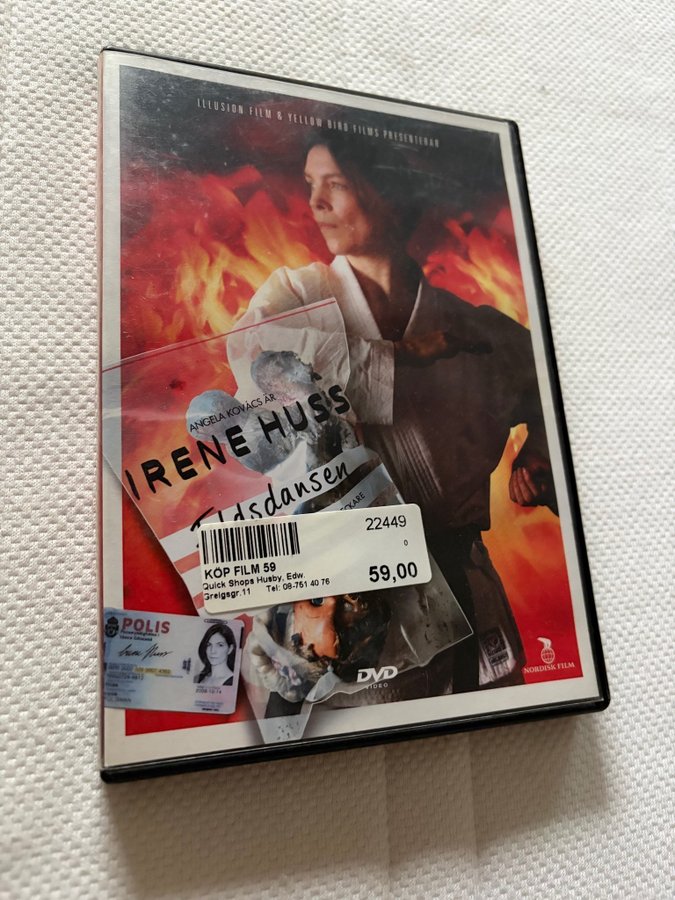 ILLUSION FILM & YELLOW BIRD FILMS PRESENTERAR
ANGELA KOVÁCS ÄR
IRENE HUSS
Eldsdansen
22449
0
KÖP FILM 59
59,00
Quick Shops Husby, Edw.
Greigsgr.11 Tel: 08-751 40 76
POLIS
DVD
VIDEO
NORDISK FILM